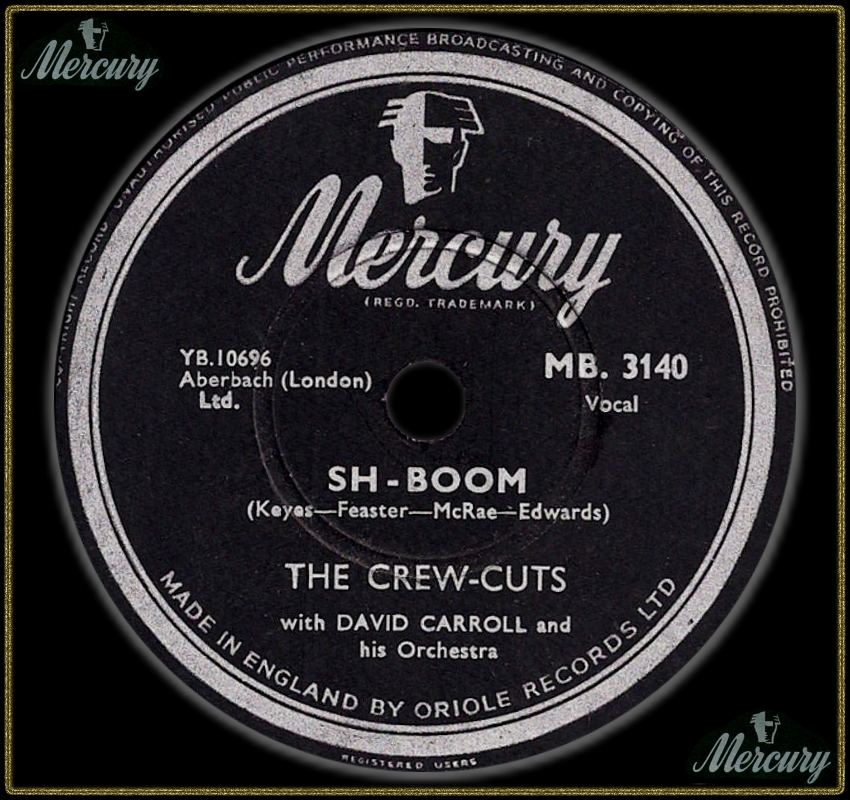 Mercury
COPYRIGHT RECORD UNAUTHORISED PUBLIC PERFORMANCE BROADCASTING AND COPYING OF THIS RECORD PROHIBITED
Mercury
(REGD. TRADEMARK)
YB.10696
Aberbach (London)
Ltd.
MB. 3140
Vocal
SH-BOOM
(Keyes—Feaster—McRae—Edwards)
THE CREW-CUTS
with DAVID CARROLL and
his Orchestra
MADE IN ENGLAND BY ORIOLE RECORDS LTD
REGISTERED USERS
Mercury